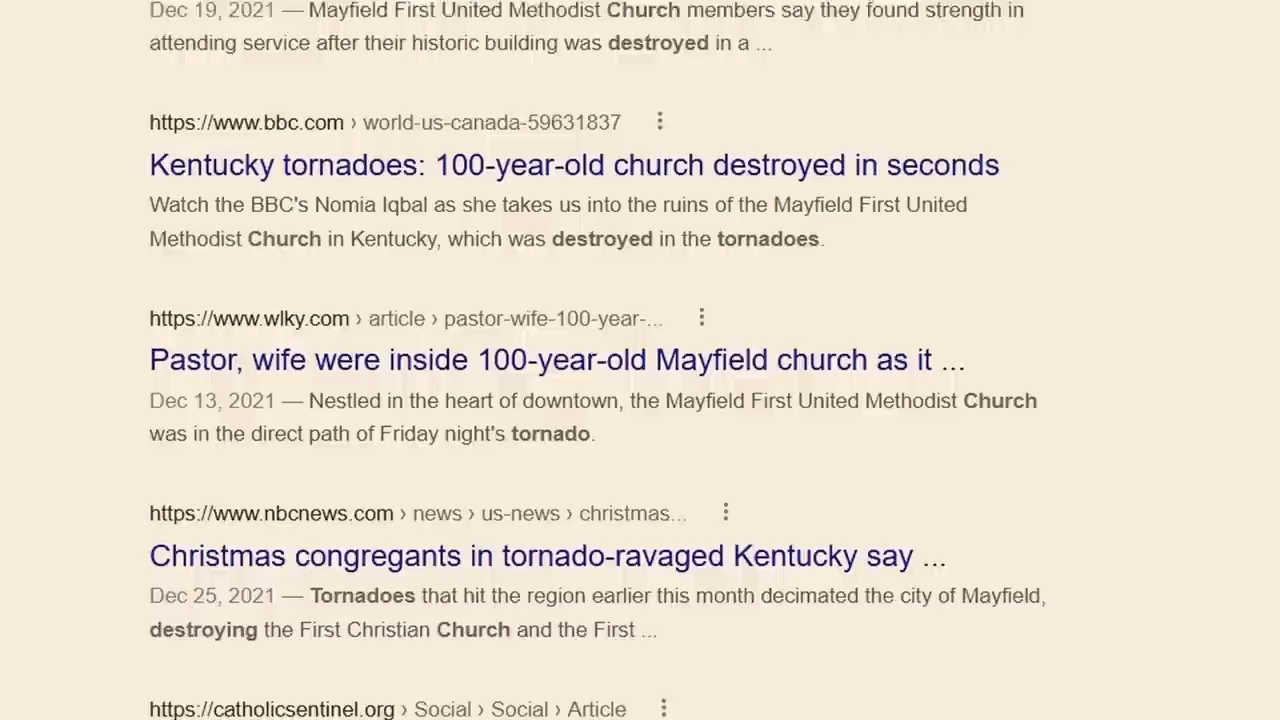 Dec 19, 2021 — Mayfield First United Methodist Church members say they found strength in
attending service after their historic building was destroyed in a ...
https://www.bbc.com › world-us-canada-59631837
Kentucky tornadoes: 100-year-old church destroyed in seconds
Watch the BBC's Nomia Iqbal as she takes us into the ruins of the Mayfield First United
Methodist Church in Kentucky, which was destroyed in the tornadoes.
https://www.wlky.com › article › pastor-wife-100-year-...
Pastor, wife were inside 100-year-old Mayfield church as it ...
Dec 13, 2021 — Nestled in the heart of downtown, the Mayfield First United Methodist Church
was in the direct path of Friday night's tornado.
https://www.nbcnews.com › news › us-news › christmas...
Christmas congregants in tornado-ravaged Kentucky say ...
Dec 25, 2021 — Tornadoes that hit the region earlier this month decimated the city of Mayfield,
destroying the First Christian Church and the First ...
https://catholicsentinel.org › Social › Social › Article